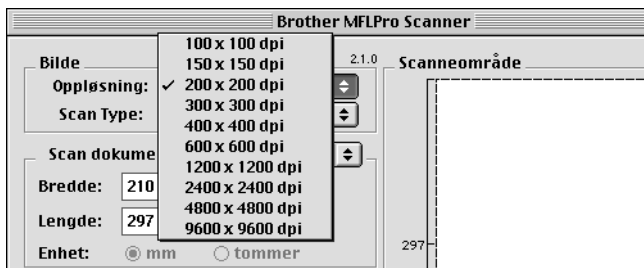 Brother MFLPro Scanner
Bilde
2.1.0
Oppløsning:
Scan Type:
100 x 100 dpi
150 x 150 dpi
✓ 200 x 200 dpi
300 x 300 dpi
400 x 400 dpi
600 x 600 dpi
1200 x 1200 dpi
2400 x 2400 dpi
4800 x 4800 dpi
9600 x 9600 dpi
Scan dokume
Bredde: 210
Lengde: 297
Enhet: mm tommer
Scanneområde
297